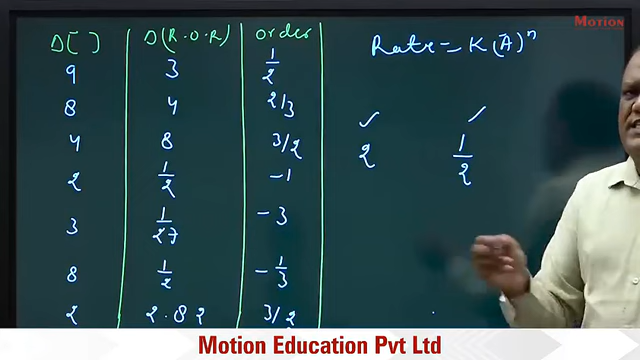 MOTION
Δ[ ] Δ(R.O.R) order Rate = K(A)ⁿ
9 3 1/2
8 4 2/3
4 8 3/2 2 1/2
2 1/2 -1
3 1/27 -3
8 1/2 -1/3
2 2.82 3/2
Motion Education Pvt Ltd